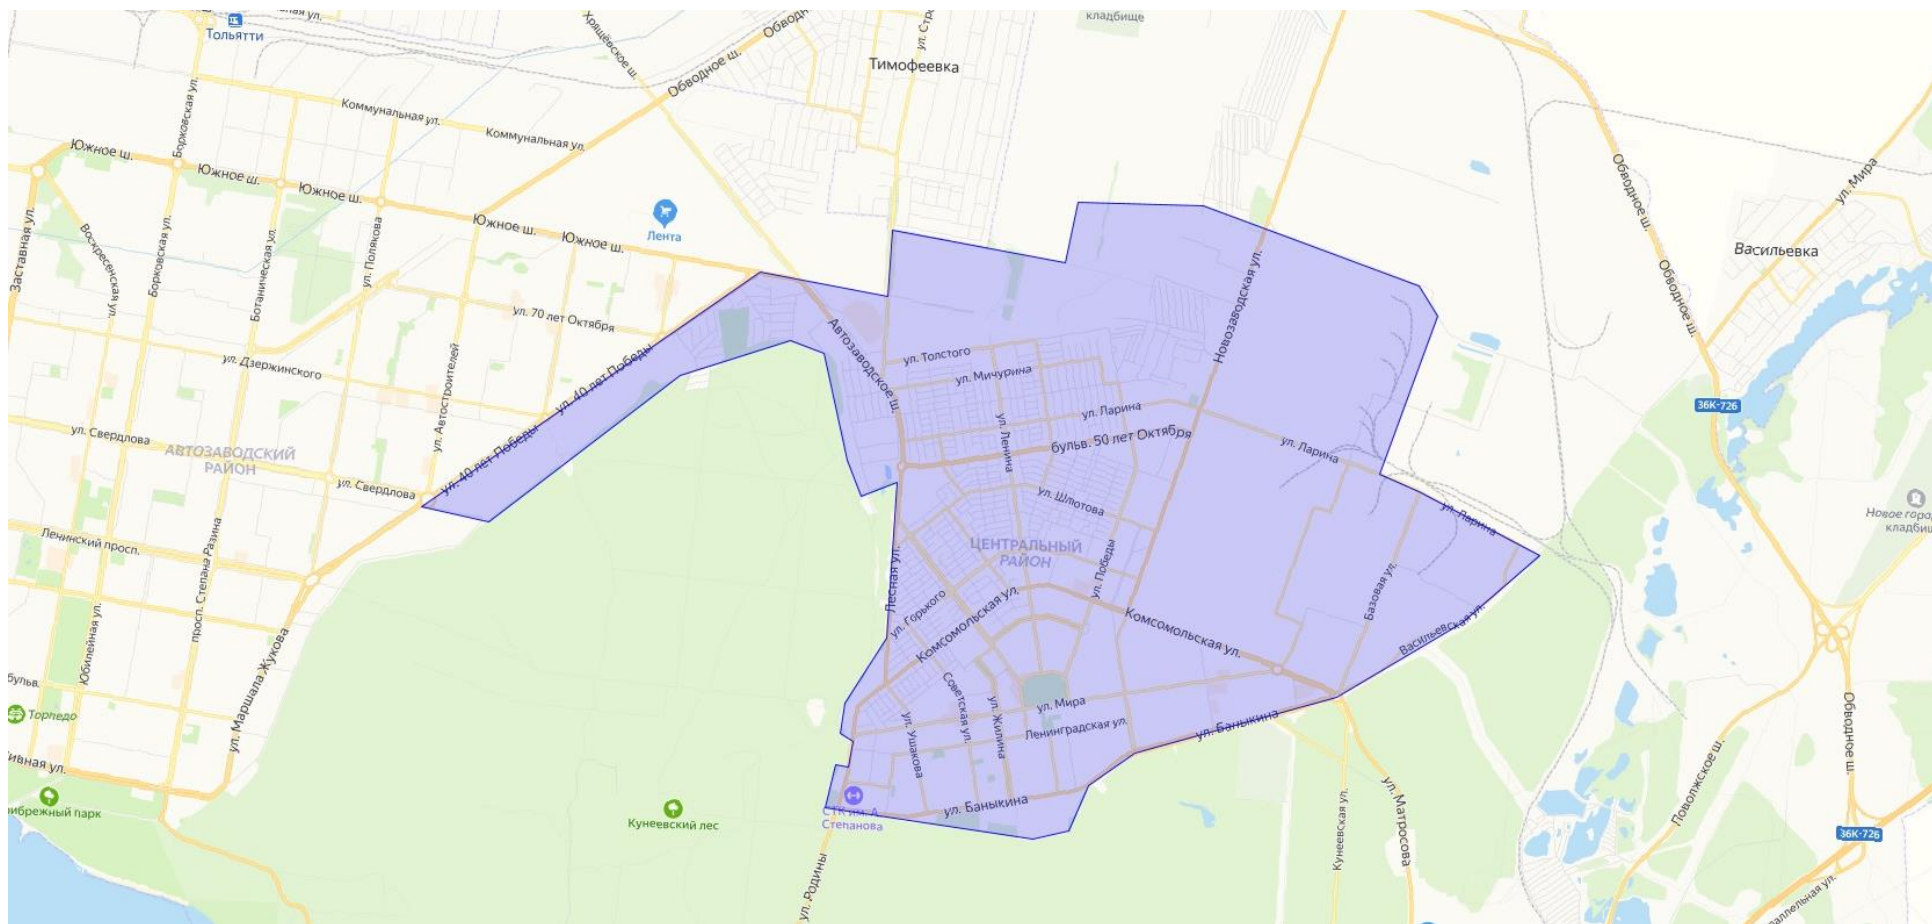 Тольятти
Хрящёвское ш.
Обводное ш.
кладбище
Тимофеевка
Борковская ул.
Коммунальная ул.
Коммунальная ул.
Южное ш.
Южное ш.
Южное ш.
Южное ш.
Южное ш.
Лента
Обводное ш.
ул. Мира
Васильевка
Обводное ш.
Заставная ул.
Воскресенская ул.
Борковская ул.
Ботаническая ул.
ул. Полякова
ул. 70 лет Октября
ул. Дзержинского
ул. Автостроителей
ул. 40 лет Победы
ул. 40 лет Победы
Автозаводское ш.
ул. Толстого
ул. Мичурина
ул. Ларина
ул. Ленина
бульв. 50 лет Октября
Новозаводская ул.
ул. Ларина
36К-726
ул. Свердлова
АВТОЗАВОДСКИЙ
РАЙОН
ул. Свердлова
ул. Шлютова
ул. Ларина
Ленинский просп.
просп. Степана Разина
Юбилейная ул.
ЦЕНТРАЛЬНЫЙ
РАЙОН
Лесная ул.
ул. Горького
Комсомольская ул.
ул. Победы
Комсомольская ул.
Базовая ул.
Васильевская ул.
Торпедо
ул. Маршала Жукова
Советская ул.
ул. Жилина
ул. Ушакова
ул. Мира
Ленинградская ул.
ул. Баныкина
ул. Баныкина
СТК им. А.
Степанова
Кунеевский лес
ул. Родины
Кунеевская ул.
ул. Матросова
Поволжское ш.
Обводное ш.
36К-726